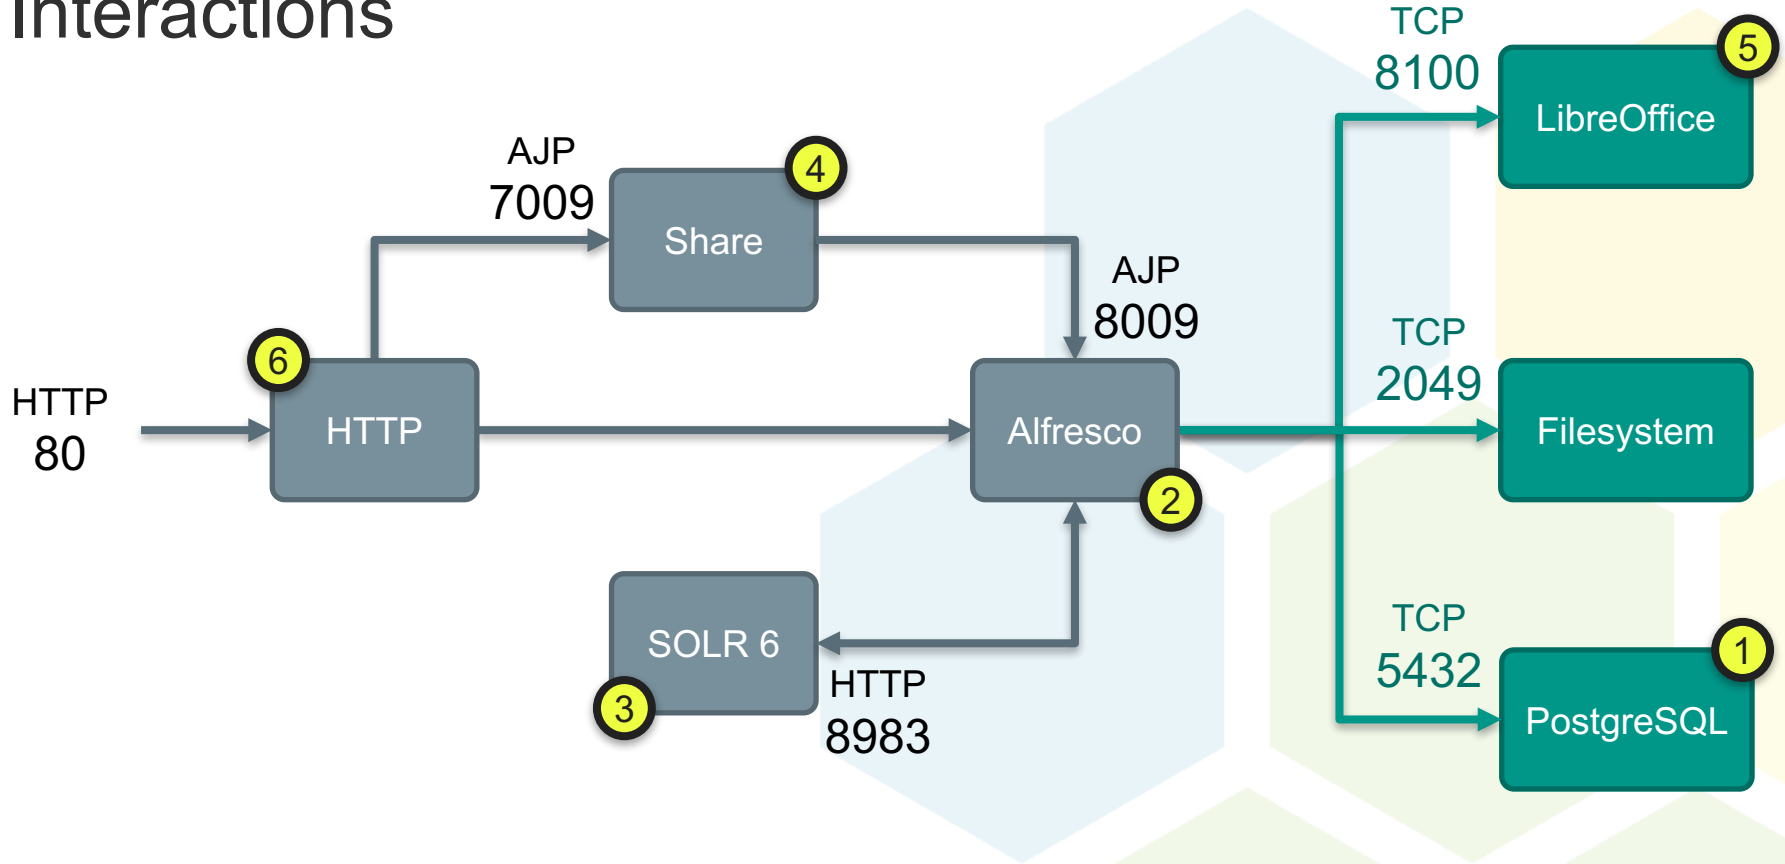 Interactions
TCP
8100
5
LibreOffice
AJP
7009
4
Share
AJP
8009
TCP
2049
6
HTTP
80
HTTP
Alfresco
2
Filesystem
SOLR 6
3
HTTP
8983
TCP
5432
1
PostgreSQL